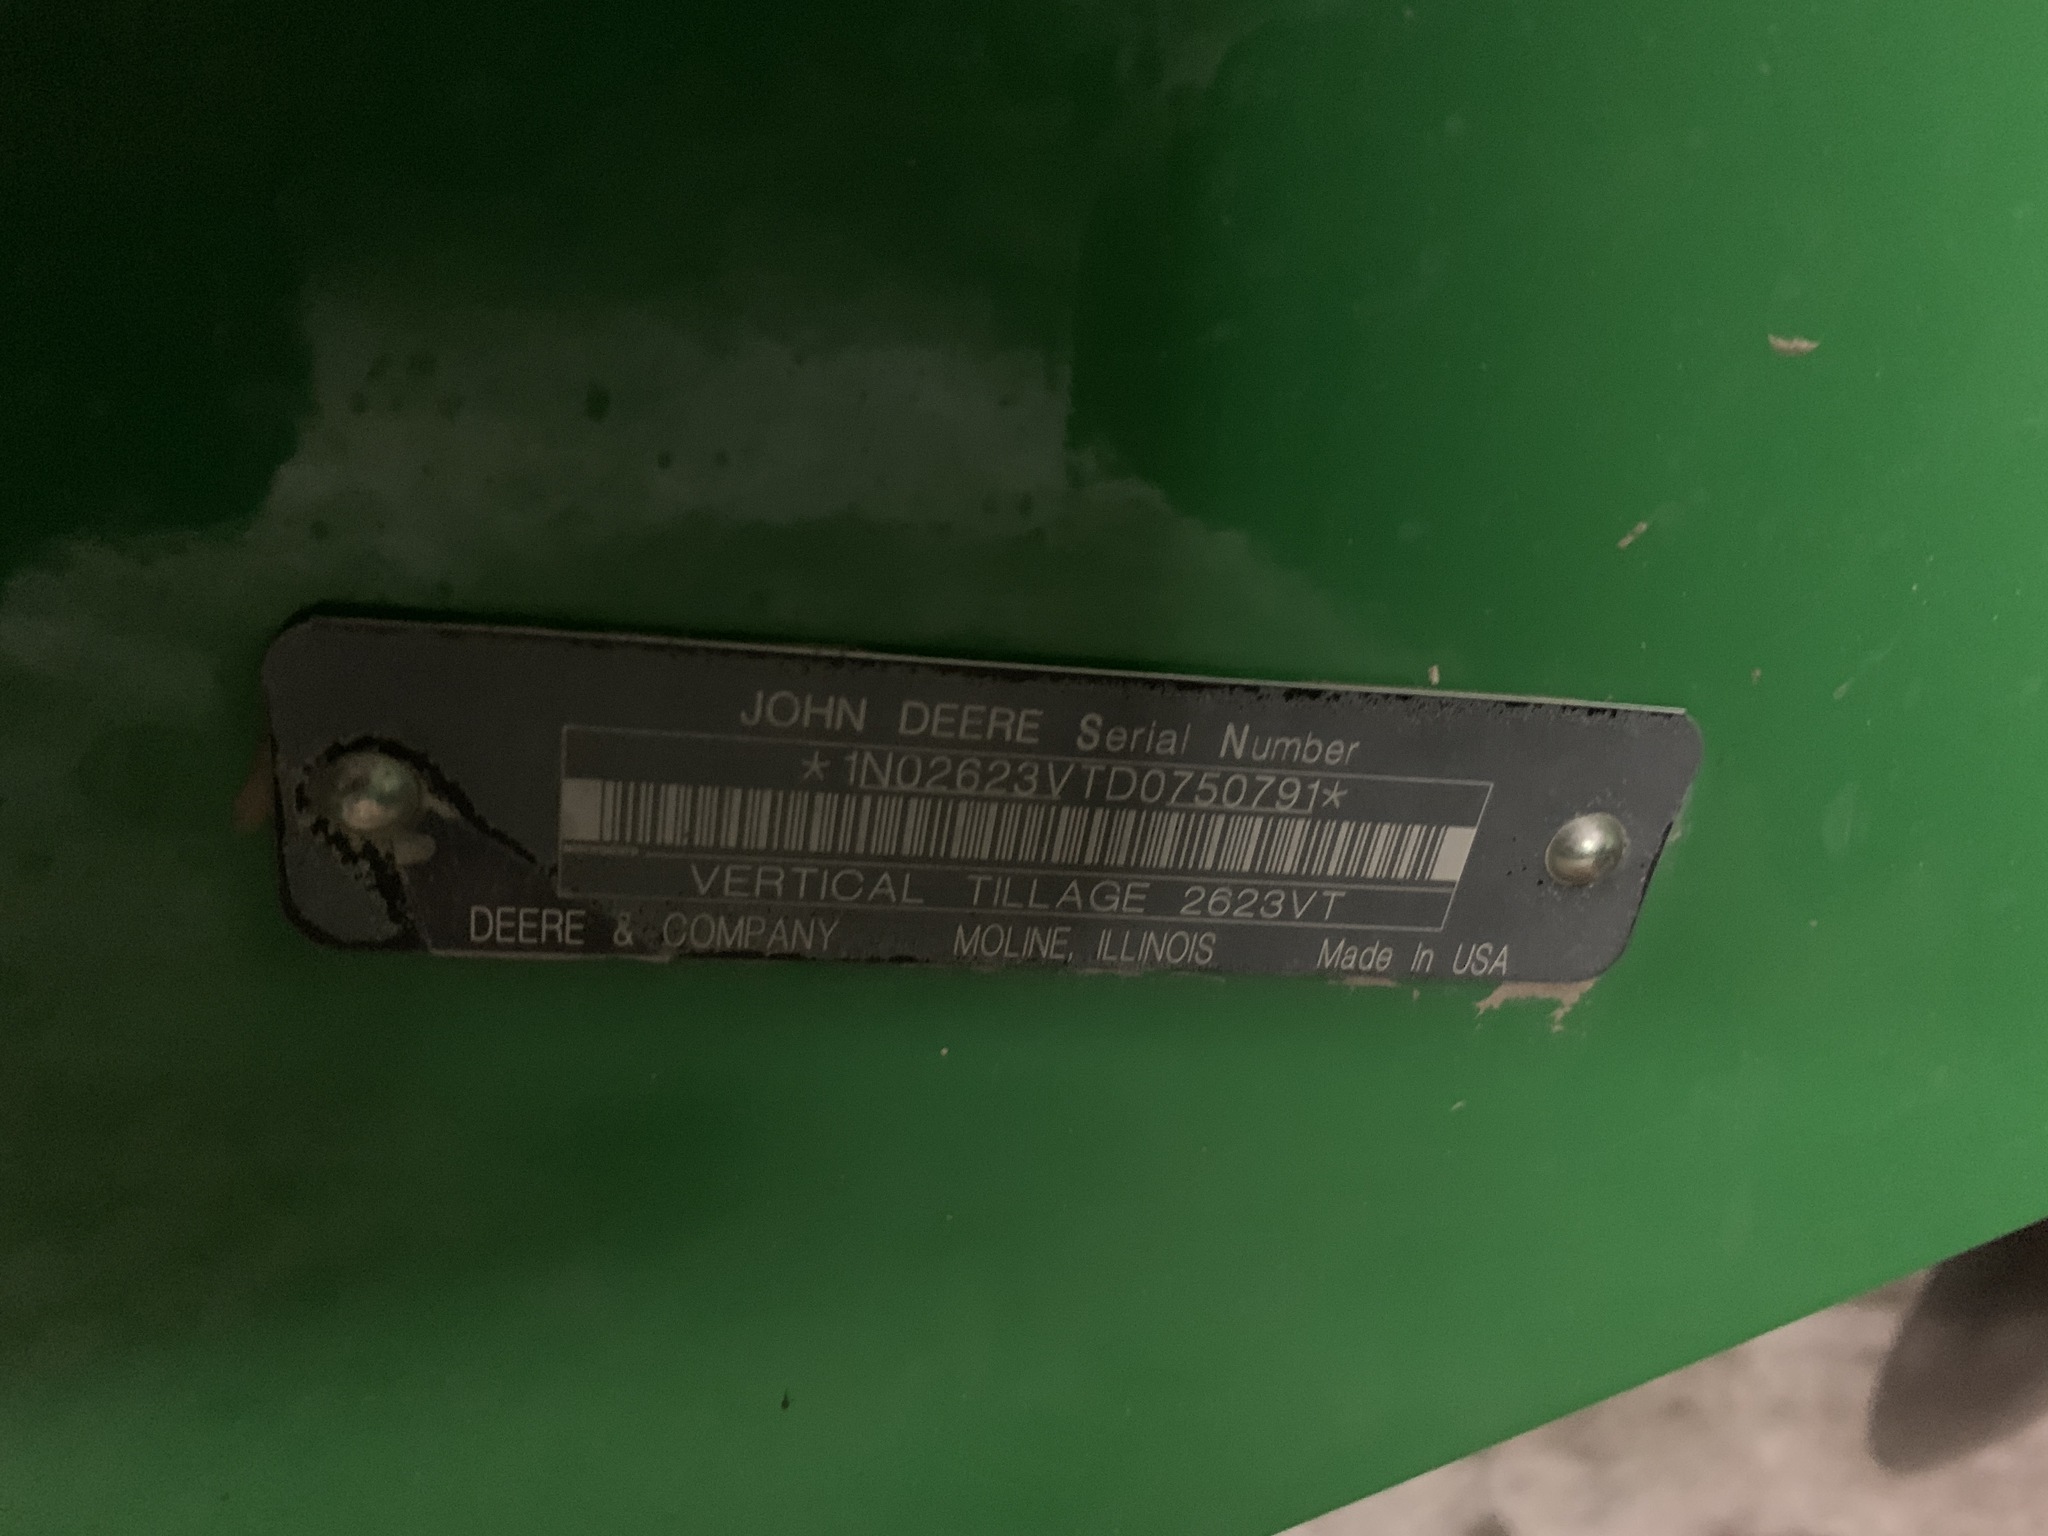 JOHN DEERE Serial Number
*1N02623VTD0750791*
VERTICAL TILLAGE 2623VT
DEERE & COMPANY MOLINE, ILLINOIS Made In USA